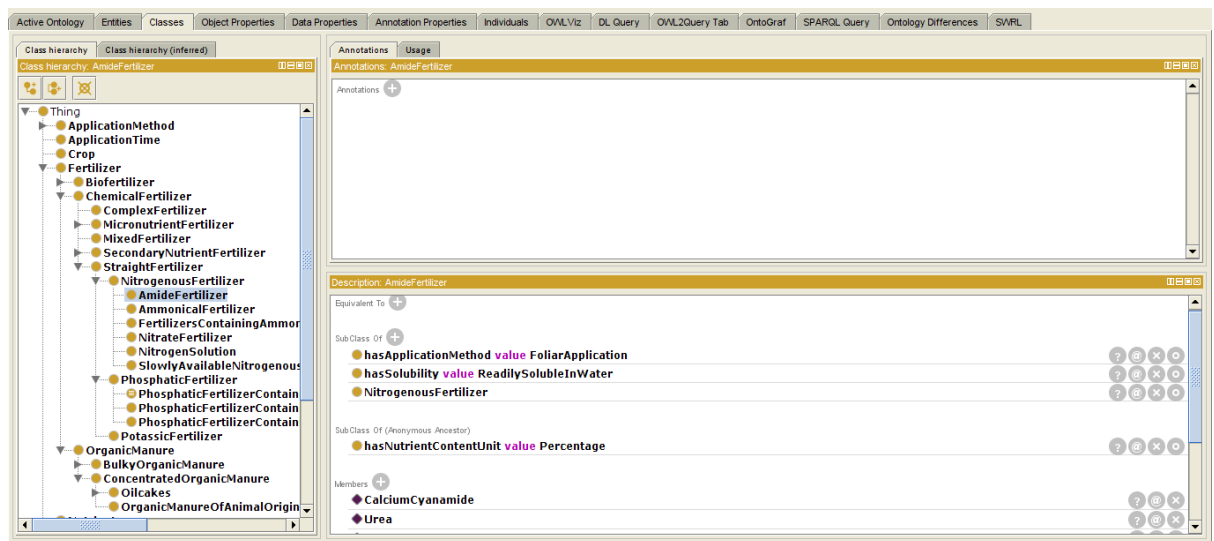 Active Ontology Entities Classes Object Properties Data Properties Annotation Properties Individuals OWLViz DL Query OWL2Query Tab OntoGraf SPARQL Query Ontology Differences SWRL
Class hierarchy Class hierarchy (inferred)
Class hierarchy: AmideFertilizer
Thing
ApplicationMethod
ApplicationTime
Crop
Fertilizer
Biofertilizer
ChemicalFertilizer
ComplexFertilizer
MicronutrientFertilizer
MixedFertilizer
SecondaryNutrientFertilizer
StraightFertilizer
NitrogenousFertilizer
AmideFertilizer
AmmonicalFertilizer
FertilizersContainingAmmor
NitrateFertilizer
NitrogenSolution
SlowlyAvailableNitrogenous
PhosphaticFertilizer
PhosphaticFertilizerContain
PhosphaticFertilizerContain
PhosphaticFertilizerContain
PotassicFertilizer
OrganicManure
BulkyOrganicManure
ConcentratedOrganicManure
Oilcakes
OrganicManureOfAnimalOrigin
Annotations Usage
Annotations: AmideFertilizer
Annotations
Description: AmideFertilizer
Equivalent To
SubClass Of
hasApplicationMethod value FoliarApplication
hasSolubility value ReadilySolubleInWater
NitrogenousFertilizer
SubClass Of (Anonymous Ancestor)
hasNutrientContentUnit value Percentage
Members
CalciumCyanamide
Urea